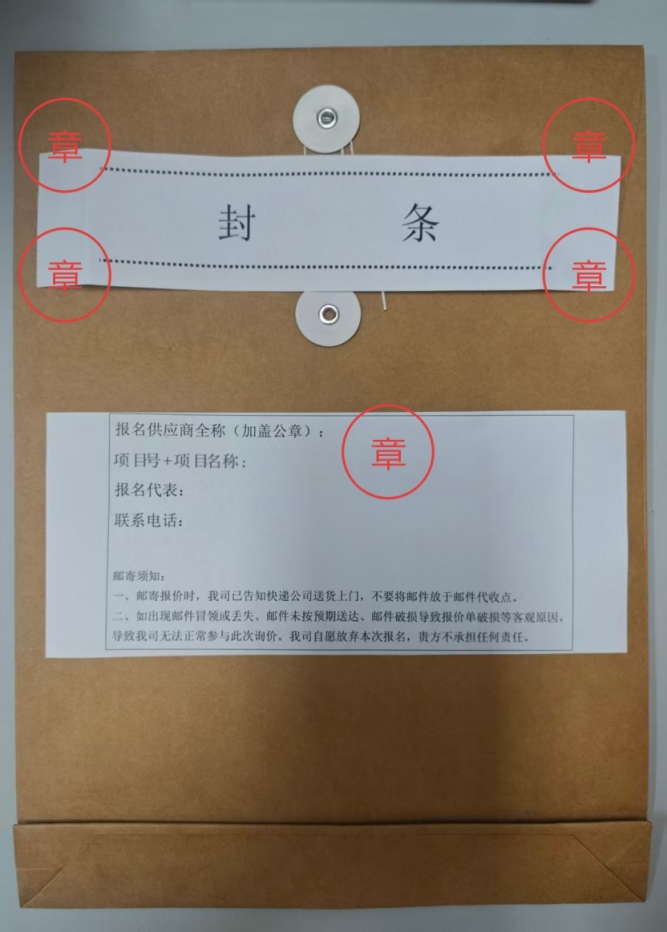 章 章
封 条
章 章
报名供应商全称（加盖公章）：
章
项目号+项目名称：
报名代表：
联系电话：
邮寄须知：
一、邮寄报价时，我司已告知快递公司送货上门，不要将邮件放于邮件代收点。
二、如出现邮件冒领或丢失、邮件未按预期送达、邮件破损导致报价单破损等客观原因，
导致我司无法正常参与此次询价。我司自愿放弃本次报名，贵方不承担任何责任。